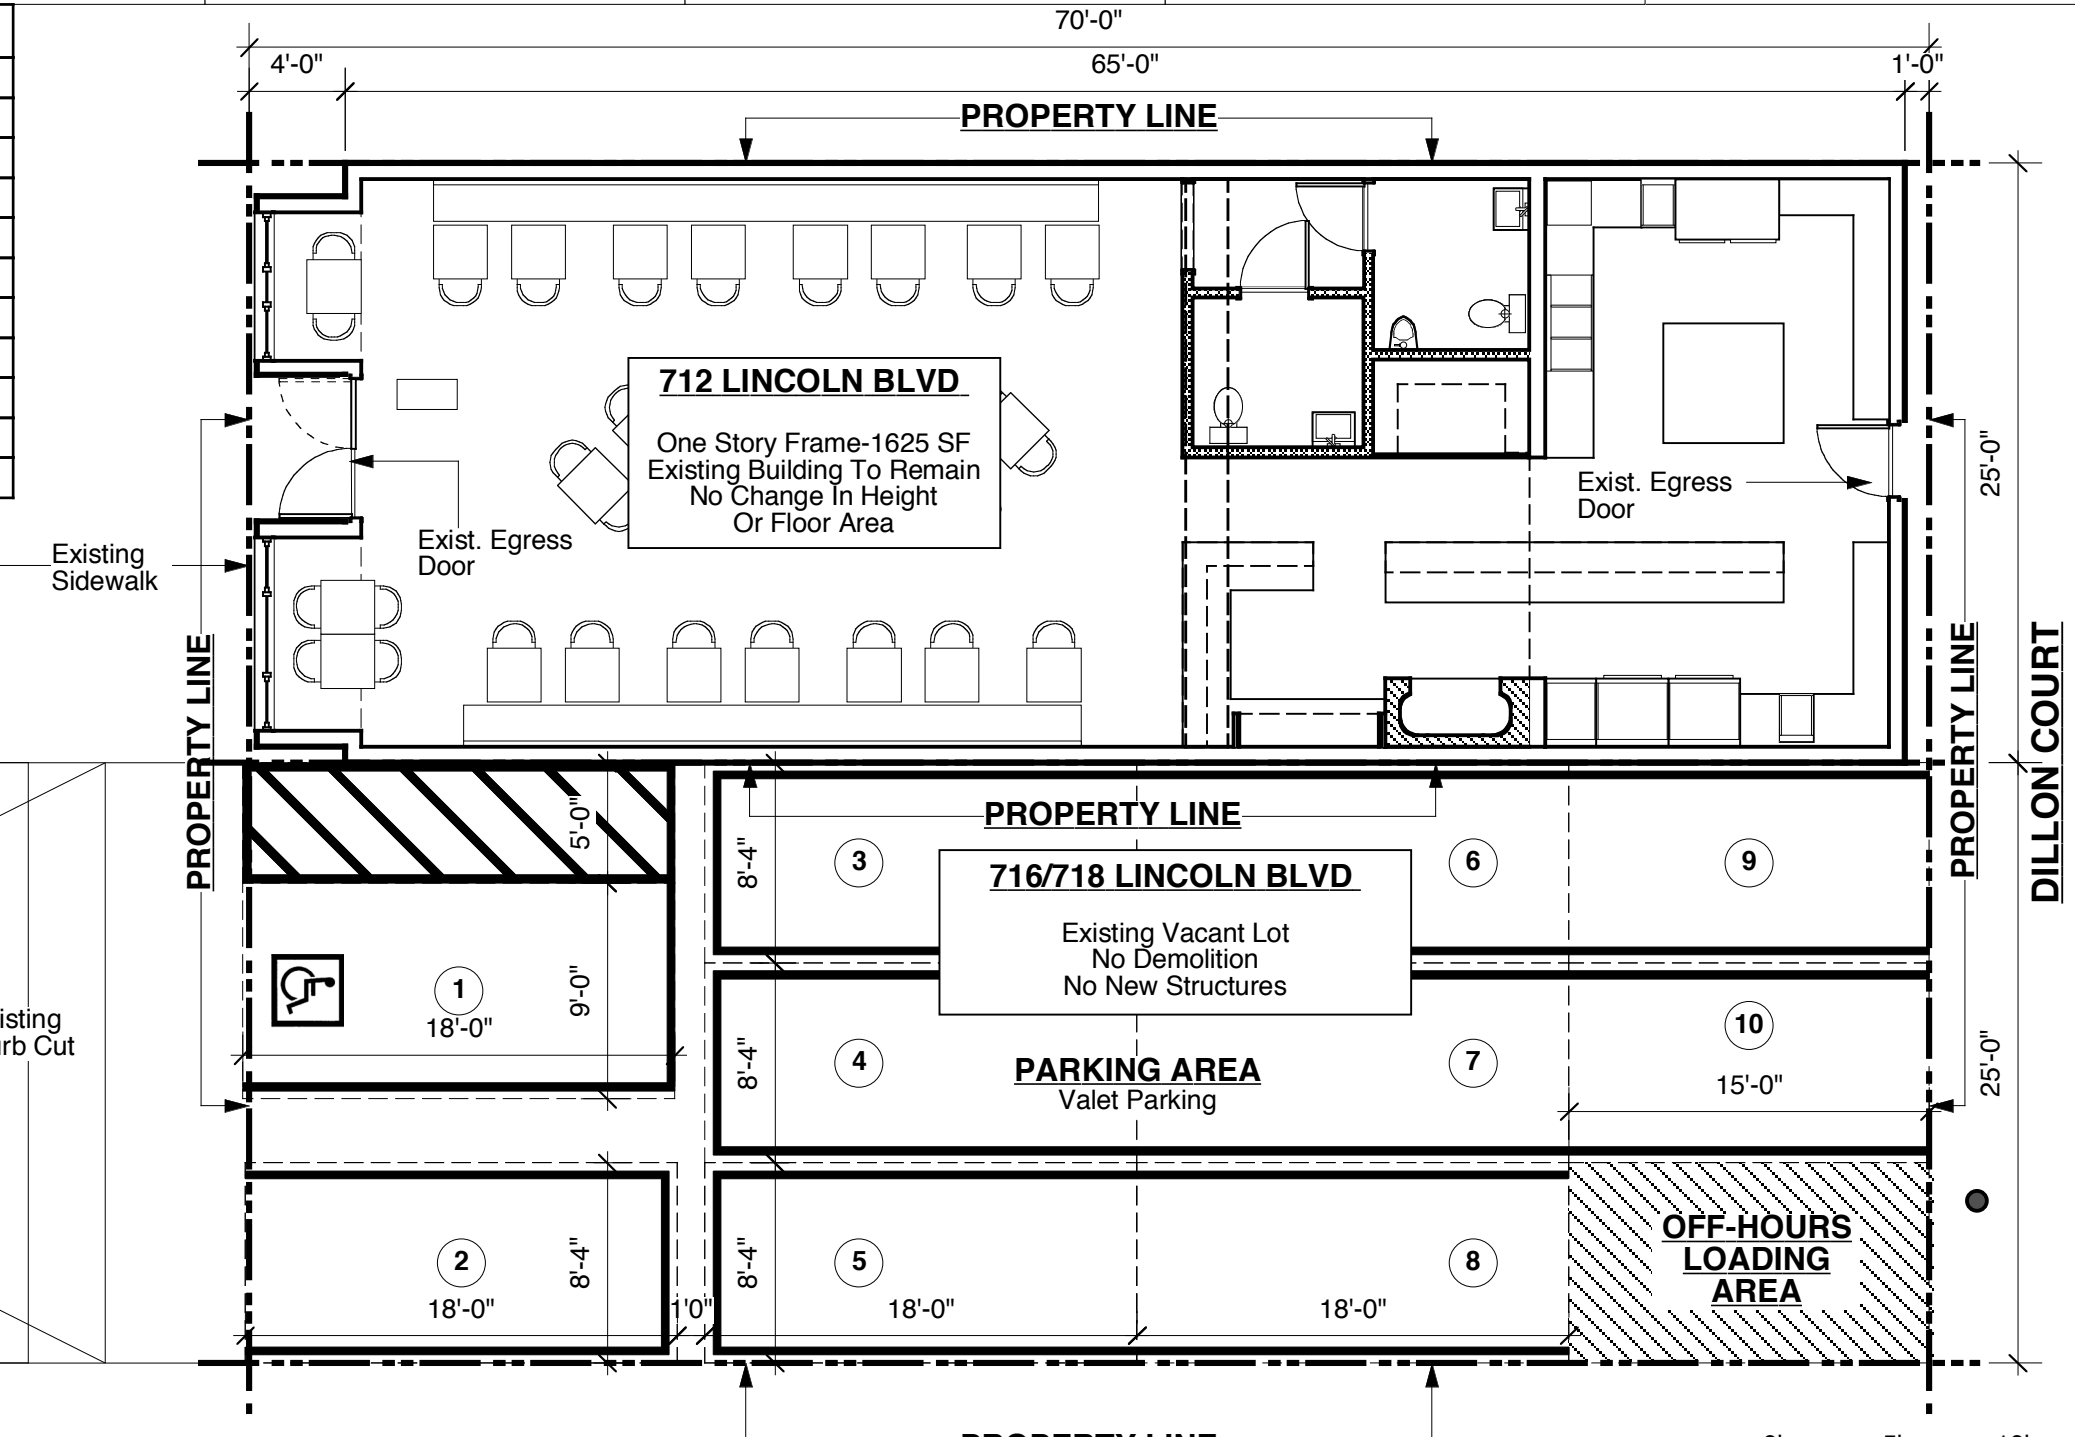 70'-0"
4'-0"
65'-0"
1'-0"
PROPERTY LINE
712 LINCOLN BLVD
One Story Frame-1625 SF
Existing Building To Remain
No Change In Height
Or Floor Area
Exist. Egress
Door
Exist. Egress
Door
25'-0"
Existing
Sidewalk
PROPERTY LINE
PROPERTY LINE
DILLON COURT
5'-0"
PROPERTY LINE
8'-4"
3
6
9
716/718 LINCOLN BLVD
Existing Vacant Lot
No Demolition
No New Structures
1
18'-0"
9'-0"
isting
rb Cut
8'-4"
4
PARKING AREA
Valet Parking
7
10
15'-0"
25'-0"
2
18'-0"
8'-4"
1'0"
8'-4"
5
18'-0"
8
18'-0"
OFF-HOURS
LOADING
AREA
PROPERTY LINE